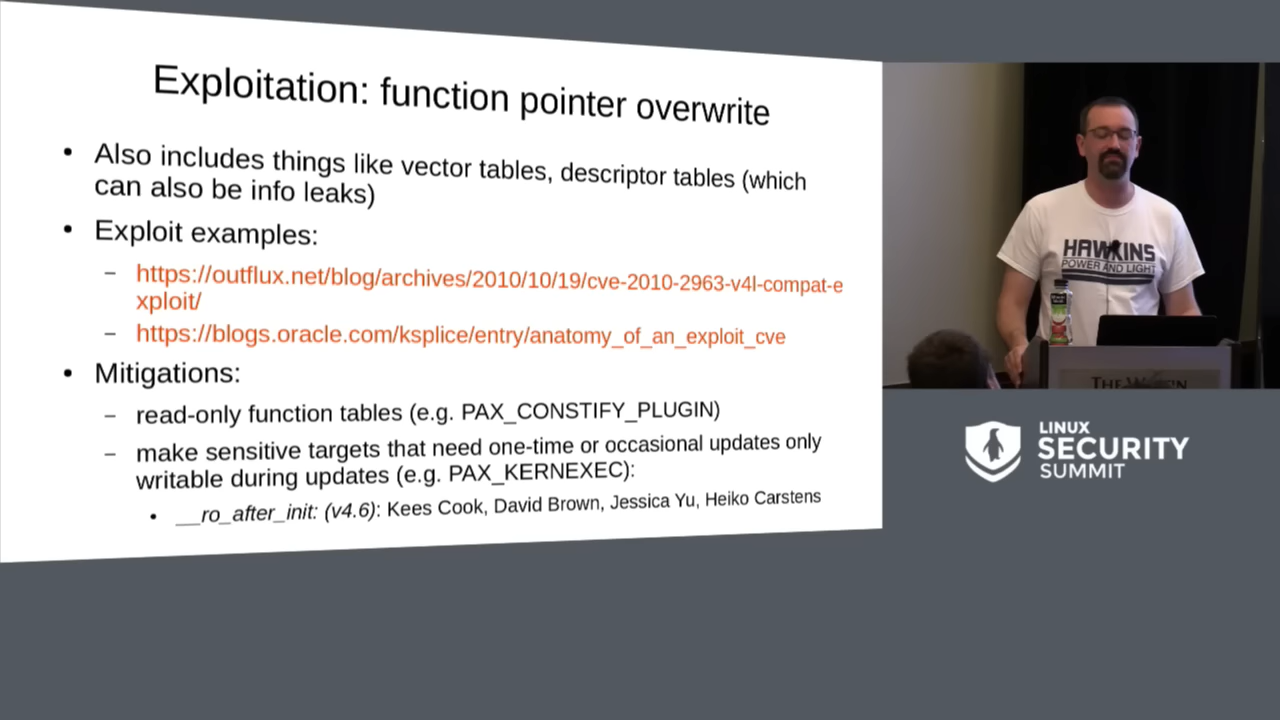 Exploitation: function pointer overwrite
• Also includes things like vector tables, descriptor tables (which
can also be info leaks)
• Exploit examples:
– https://outflux.net/blog/archives/2010/10/19/cve-2010-2963-v4l-compat-e
xploit/
– https://blogs.oracle.com/ksplice/entry/anatomy_of_an_exploit_cve
• Mitigations:
– read-only function tables (e.g. PAX_CONSTIFY_PLUGIN)
– make sensitive targets that need one-time or occasional updates only
writable during updates (e.g. PAX_KERNEXEC):
• __ro_after_init: (v4.6): Kees Cook, David Brown, Jessica Yu, Heiko Carstens
HAWKINS
POWER AND LIGHT
THE
LINUX
SECURITY
SUMMIT